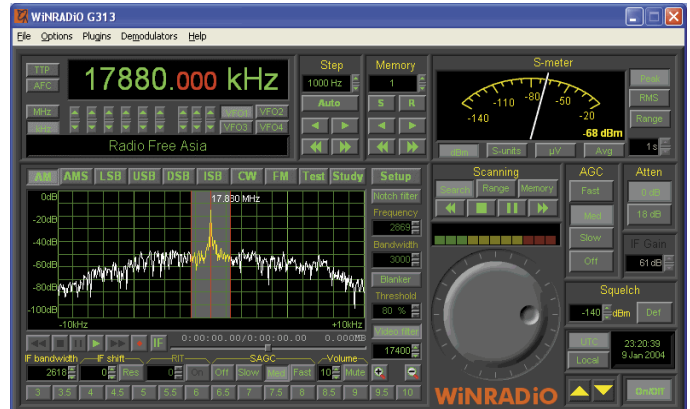 WiNRADiO G313
File Options Plugins Demodulators Help
TTP
AFC
17880.000 kHz
MHz
kHz
VFO1 VFO2
VFO3 VFO4
Radio Free Asia
Step
1000 Hz
Auto
Memory
1
S R
S-meter
-140 -110 -80 -50 -20
-68 dBm
dBm S-units µV Avg
Peak
RMS
Range
1 s
AM AMS LSB USB DSB ISB CW FM Test Study Setup
0dB
-20dB
-40dB
-60dB
-80dB
-100dB
17.880 MHz
-10kHz +10kHz
Notch filter
Frequency
2869
Bandwidth
3000
Blanker
Threshold
80 %
Video filter
17400
IF 0:00:00.00/0:00:00.00 0.000MB
IF bandwidth IF shift RIT SAGC Volume
2618 0 Res 0 On Off Slow Med Fast 10 Mute
3 3.5 4 4.5 5 5.5 6 6.5 7 7.5 8 8.5 9 9.5 10
Scanning
Search Range Memory
WiNRADiO
AGC
Fast
Med
Slow
Off
Atten
0 dB
18 dB
IF Gain
61 dB
Squelch
-140 dBm Def
UTC
Local
23:20:39
9 Jan 2004
On/Off